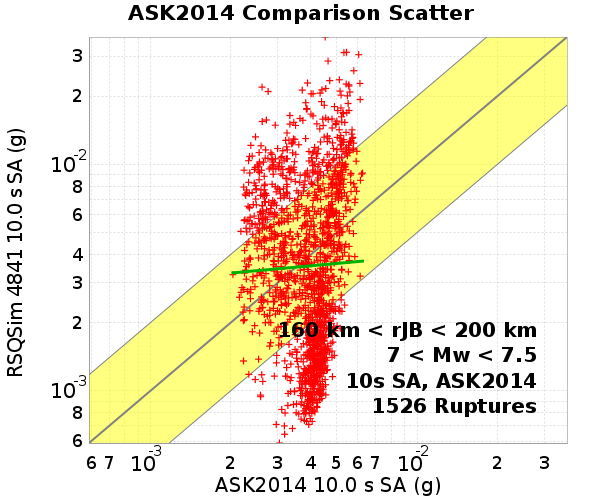 ASK2014 Comparison Scatter
3
2
10-2
8
6
4
3
2
10-3
8
6
RSQSim 4841 10.0 s SA (g)
160 km < rJB < 200 km
7 < Mw < 7.5
10s SA, ASK2014
1526 Ruptures
6 7 10-3 2 3 4 5 6 7 10-2 2 3
ASK2014 10.0 s SA (g)